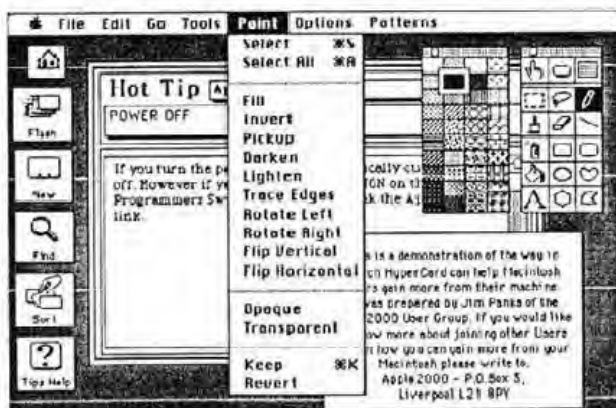 File Edit Go Tools Paint Options Patterns
Select ⌘S
Select All ⌘A
Fill
Invert
Pickup
Darken
Lighten
Trace Edges
Rotate Left
Rotate Right
Flip Vertical
Flip Horizontal
Opaque
Transparent
Keep ⌘K
Revert
Flash
New
Find
Sort
Tips Help
Hot Tip
POWER OFF
If you turn the
off. However if
Programmers
link.
is a demonstration of the way in
HyperCard can help Macintosh
gain more from their machine
was prepared by Jim Panks of the
2000 User Group. If you would like
more about joining other Users
how you can gain more from your
Macintosh please write to,
Apple 2000 - P.O.Box 3,
Liverpool L21 8PY